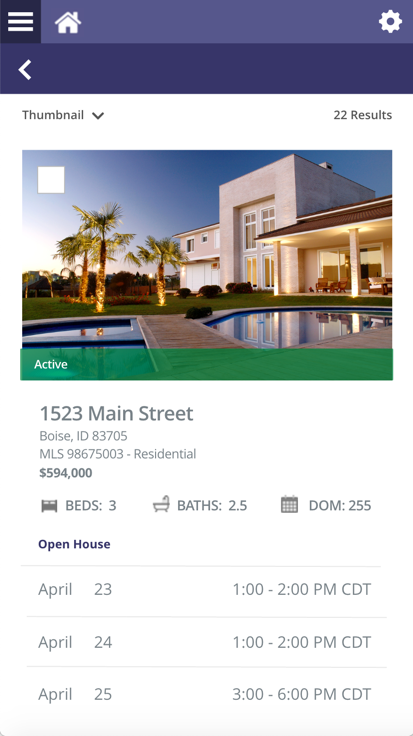 Thumbnail 22 Results
Active
1523 Main Street
Boise, ID 83705
MLS 98675003 - Residential
$594,000
BEDS: 3 BATHS: 2.5 DOM: 255
Open House
April 23 1:00 - 2:00 PM CDT
April 24 1:00 - 2:00 PM CDT
April 25 3:00 - 6:00 PM CDT